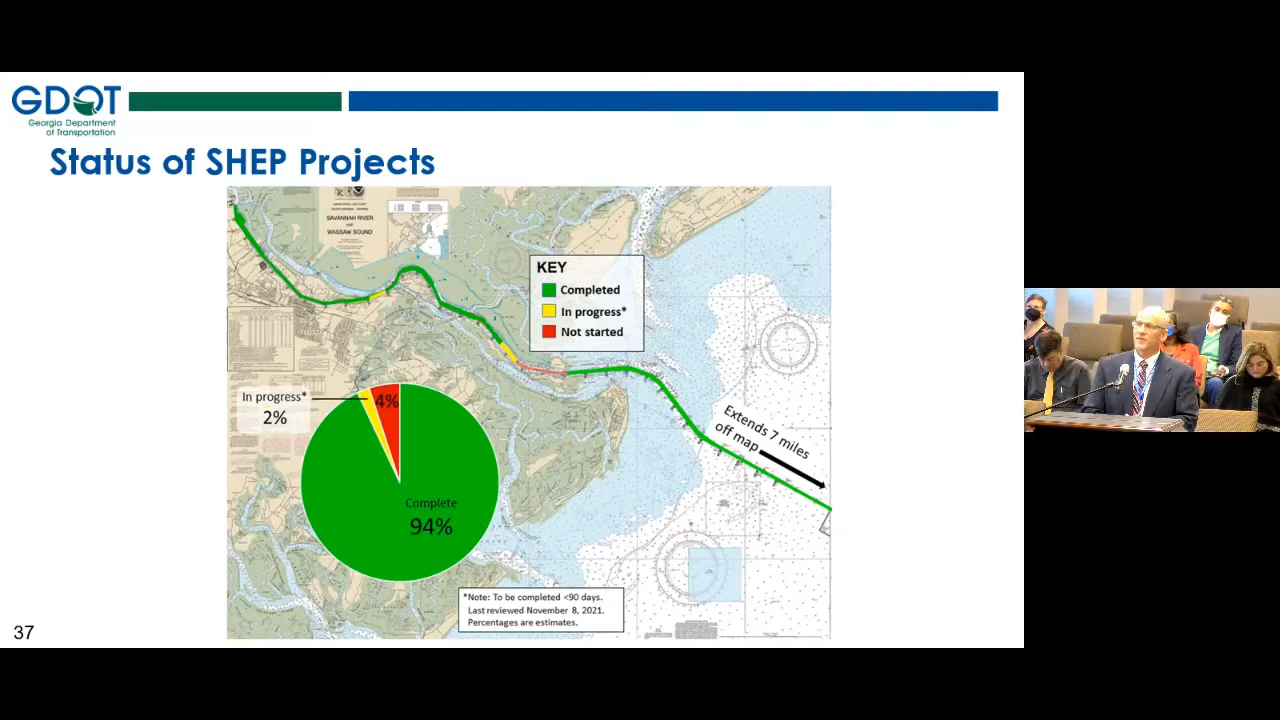 GDOT
Georgia Department
of Transportation
Status of SHEP Projects
SAVANNAH RIVER
AND
WASSAW SOUND
KEY
Completed
In progress*
Not started
In progress*
2%
4%
Complete
94%
Extends 7 miles
off map
*Note: To be completed <90 days.
Last reviewed November 8, 2021.
Percentages are estimates.
37